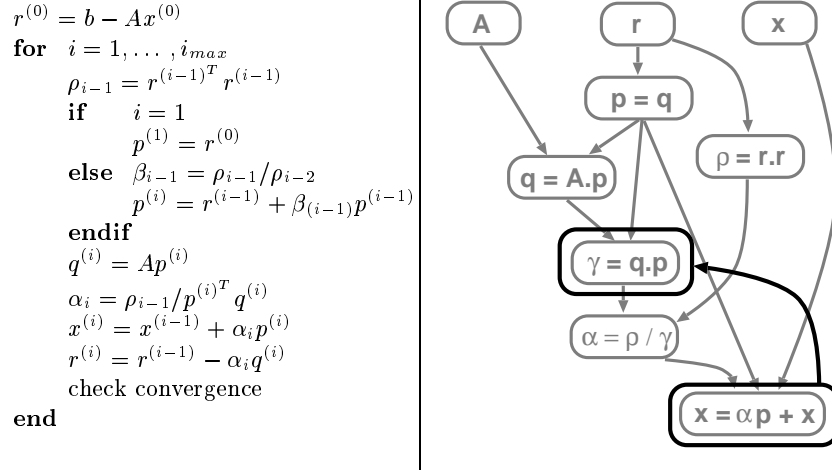 r^{(0)} = b − Ax^{(0)}
for i = 1, ... , i_{max}
ρ_{i−1} = r^{(i−1)^T} r^{(i−1)}
if i = 1
p^{(1)} = r^{(0)}
else β_{i−1} = ρ_{i−1}/ρ_{i−2}
p^{(i)} = r^{(i−1)} + β_{(i−1)}p^{(i−1)}
endif
q^{(i)} = Ap^{(i)}
α_i = ρ_{i−1}/p^{(i)^T} q^{(i)}
x^{(i)} = x^{(i−1)} + α_i p^{(i)}
r^{(i)} = r^{(i−1)} − α_i q^{(i)}
check convergence
end
A
r
x
p = q
ρ = r.r
q = A.p
γ = q.p
α = ρ / γ
x = αp + x